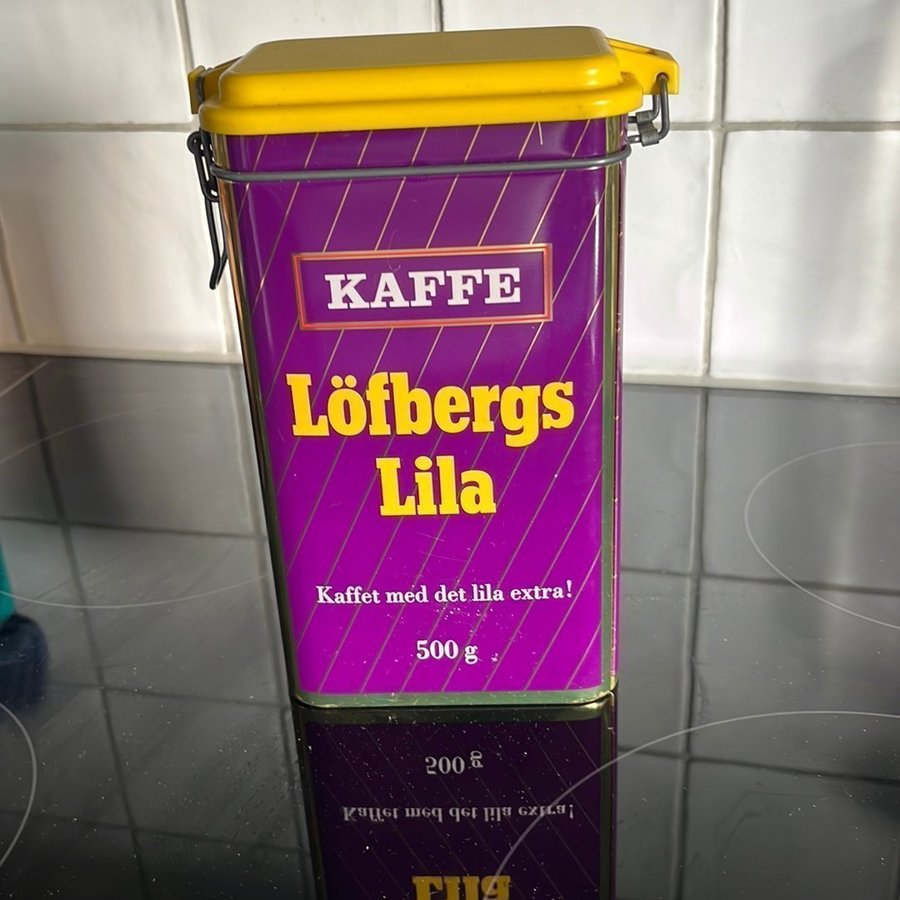 KAFFE
Löfbergs
Lila
Kaffet med det lila extra!
500 g